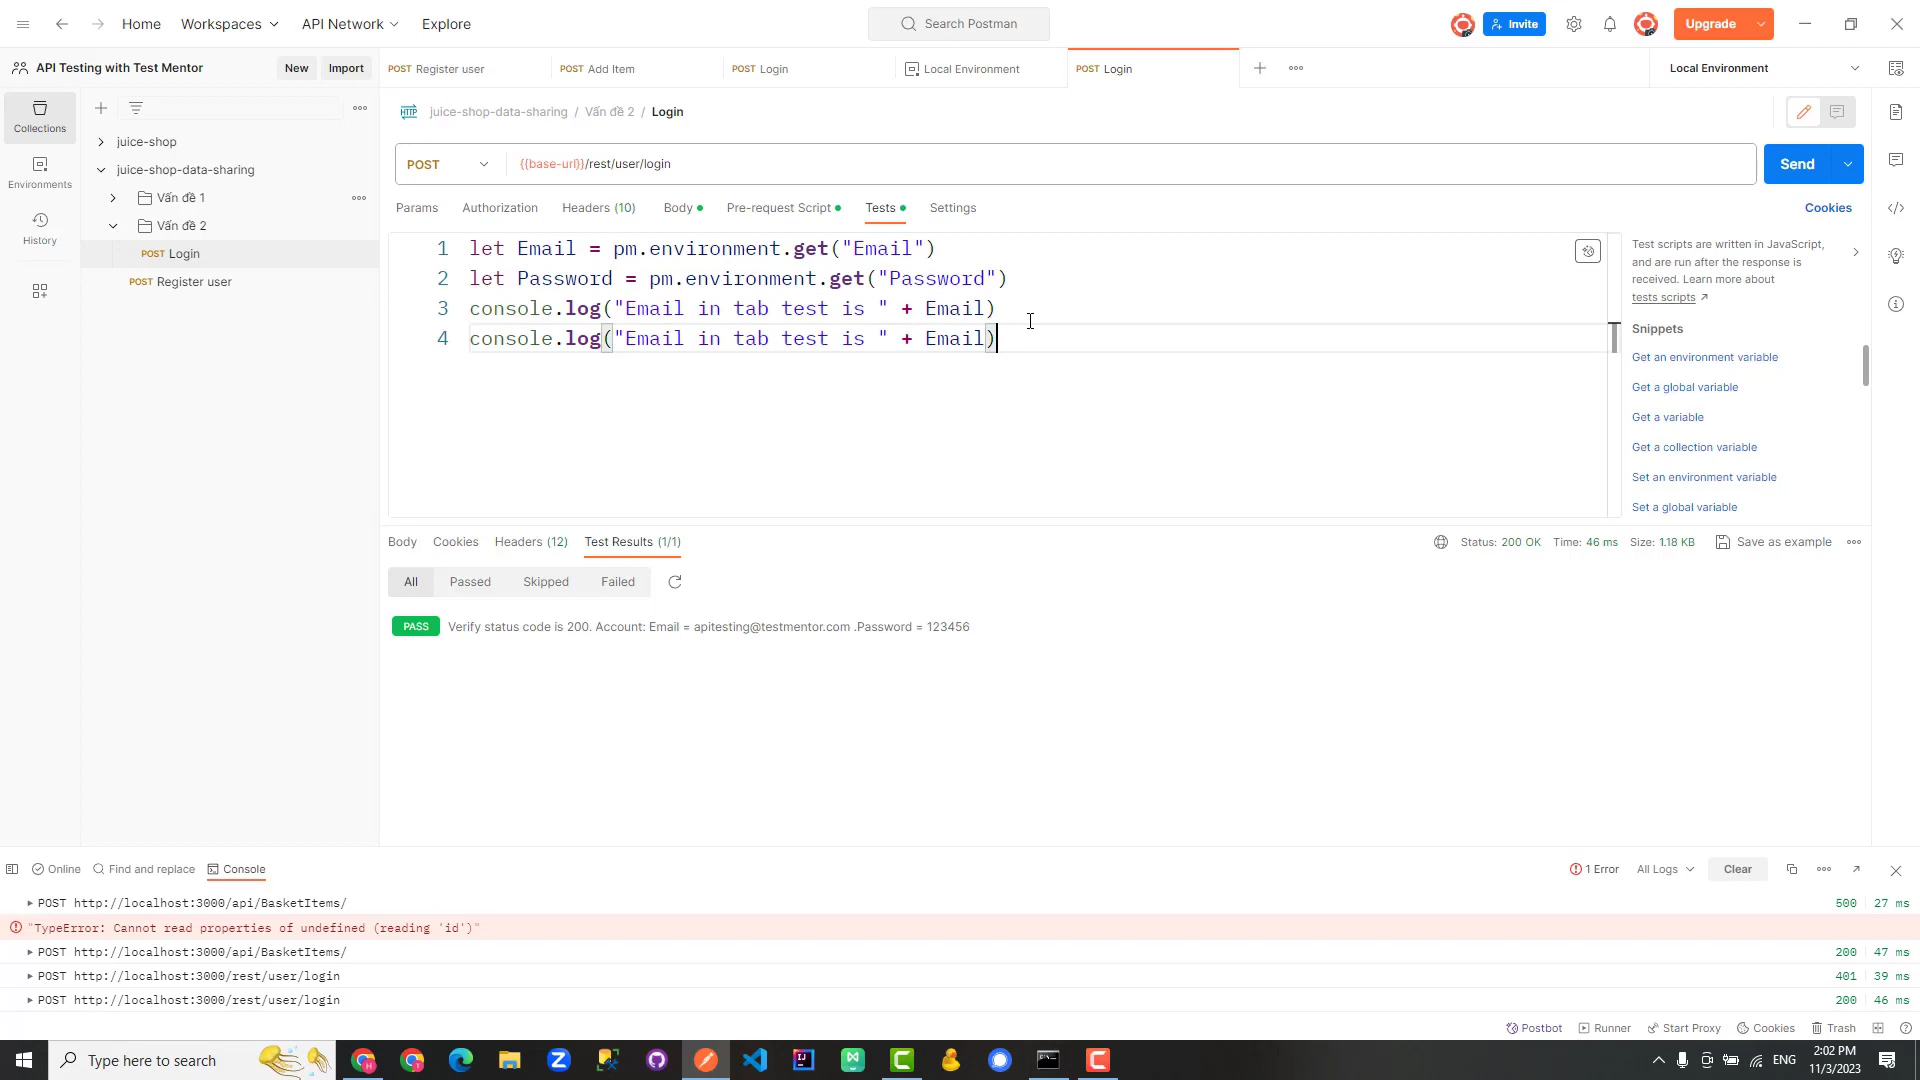 Home Workspaces API Network Explore Search Postman Invite Upgrade
API Testing with Test Mentor New Import
POST Register user POST Add Item POST Login Local Environment POST Login Local Environment
Collections
Environments
History
juice-shop
juice-shop-data-sharing
Vấn đề 1
Vấn đề 2
POST Login
POST Register user
HTTP juice-shop-data-sharing / Vấn đề 2 / Login
POST {{base-url}}/rest/user/login Send
Params Authorization Headers (10) Body Pre-request Script Tests Settings Cookies
1 let Email = pm.environment.get("Email")
2 let Password = pm.environment.get("Password")
3 console.log("Email in tab test is " + Email)
4 console.log("Email in tab test is " + Email)
Test scripts are written in JavaScript,
and are run after the response is
received. Learn more about
tests scripts
Snippets
Get an environment variable
Get a global variable
Get a variable
Get a collection variable
Set an environment variable
Set a global variable
Body Cookies Headers (12) Test Results (1/1) Status: 200 OK Time: 46 ms Size: 1.18 KB Save as example
All Passed Skipped Failed
PASS Verify status code is 200. Account: Email = apitesting@testmentor.com .Password = 123456
Online Find and replace Console 1 Error All Logs Clear
POST http://localhost:3000/api/BasketItems/ 500 27 ms
"TypeError: Cannot read properties of undefined (reading 'id')"
POST http://localhost:3000/api/BasketItems/ 200 47 ms
POST http://localhost:3000/rest/user/login 401 39 ms
POST http://localhost:3000/rest/user/login 200 46 ms
Postbot Runner Start Proxy Cookies Trash
Type here to search ENG 2:02 PM
11/3/2023